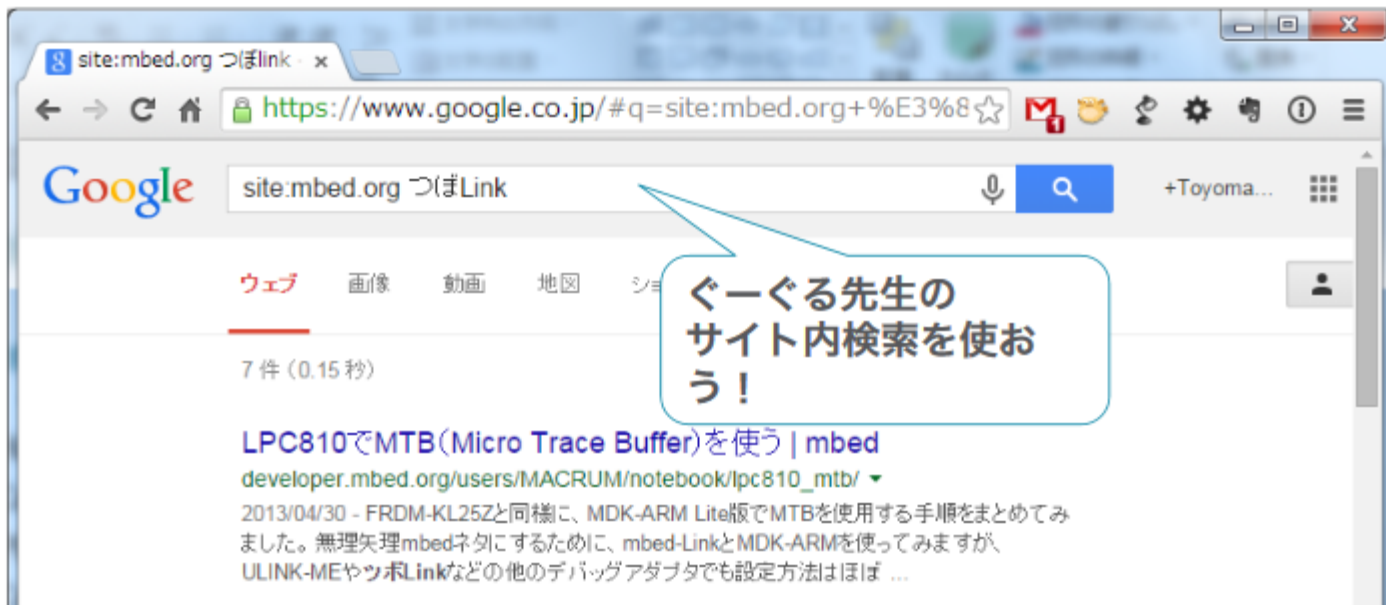 site:mbed.org つぼlink
https://www.google.co.jp/#q=site:mbed.org+%E3%8
1
Google
site:mbed.org つぼLink
+Toyoma...
ウェブ 画像 動画 地図 ショ
ぐーぐる先生の
サイト内検索を使お
う！
7 件 (0.15 秒)
LPC810でMTB(Micro Trace Buffer)を使う | mbed
developer.mbed.org/users/MACRUM/notebook/lpc810_mtb/
2013/04/30 - FRDM-KL25Zと同様に、MDK-ARM Lite版でMTBを使用する手順をまとめてみ
ました。無理矢理mbedネタにするために、mbed-LinkとMDK-ARMを使ってみますが、
ULINK-MEやツボLinkなどの他のデバッグアダプタでも設定方法はほぼ ...